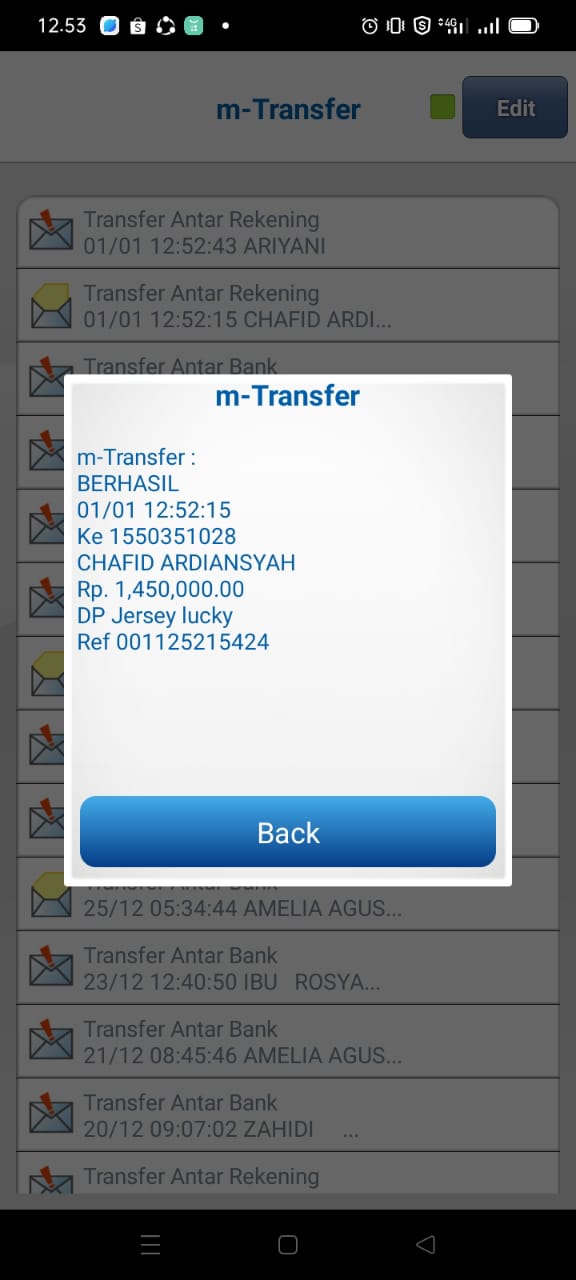 12.53
4G
m-Transfer
Edit
Transfer Antar Rekening
01/01 12:52:43 ARIYANI
Transfer Antar Rekening
01/01 12:52:15 CHAFID ARDI...
Transfer Antar Bank
m-Transfer
m-Transfer :
BERHASIL
01/01 12:52:15
Ke 1550351028
CHAFID ARDIANSYAH
Rp. 1,450,000.00
DP Jersey lucky
Ref 001125215424
Back
Transfer Antar Bank
25/12 05:34:44 AMELIA AGUS...
Transfer Antar Bank
23/12 12:40:50 IBU ROSYA...
Transfer Antar Bank
21/12 08:45:46 AMELIA AGUS...
Transfer Antar Bank
20/12 09:07:02 ZAHIDI ...
Transfer Antar Rekening